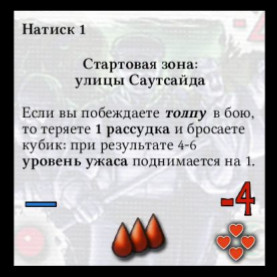 Натиск 1
Стартовая зона:
улицы Саутсайда
Если вы побеждаете толпу в бою,
то теряете 1 рассудка и бросаете
кубик: при результате 4-6
уровень ужаса поднимается на 1.
-4